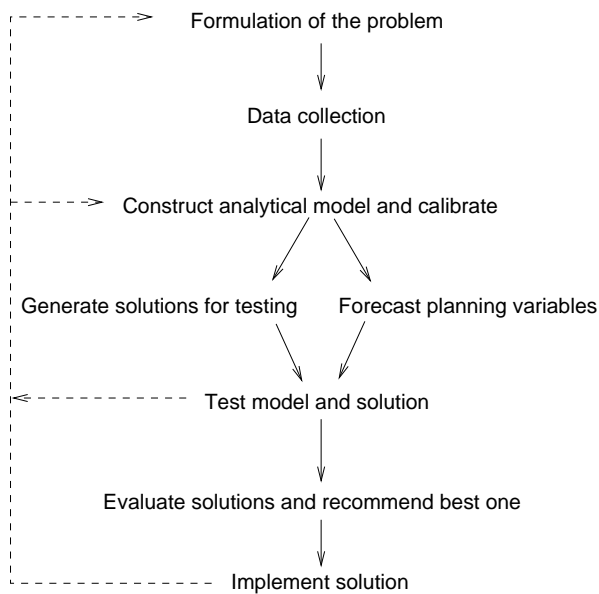 Formulation of the problem
Data collection
Construct analytical model and calibrate
Generate solutions for testing
Forecast planning variables
Test model and solution
Evaluate solutions and recommend best one
Implement solution